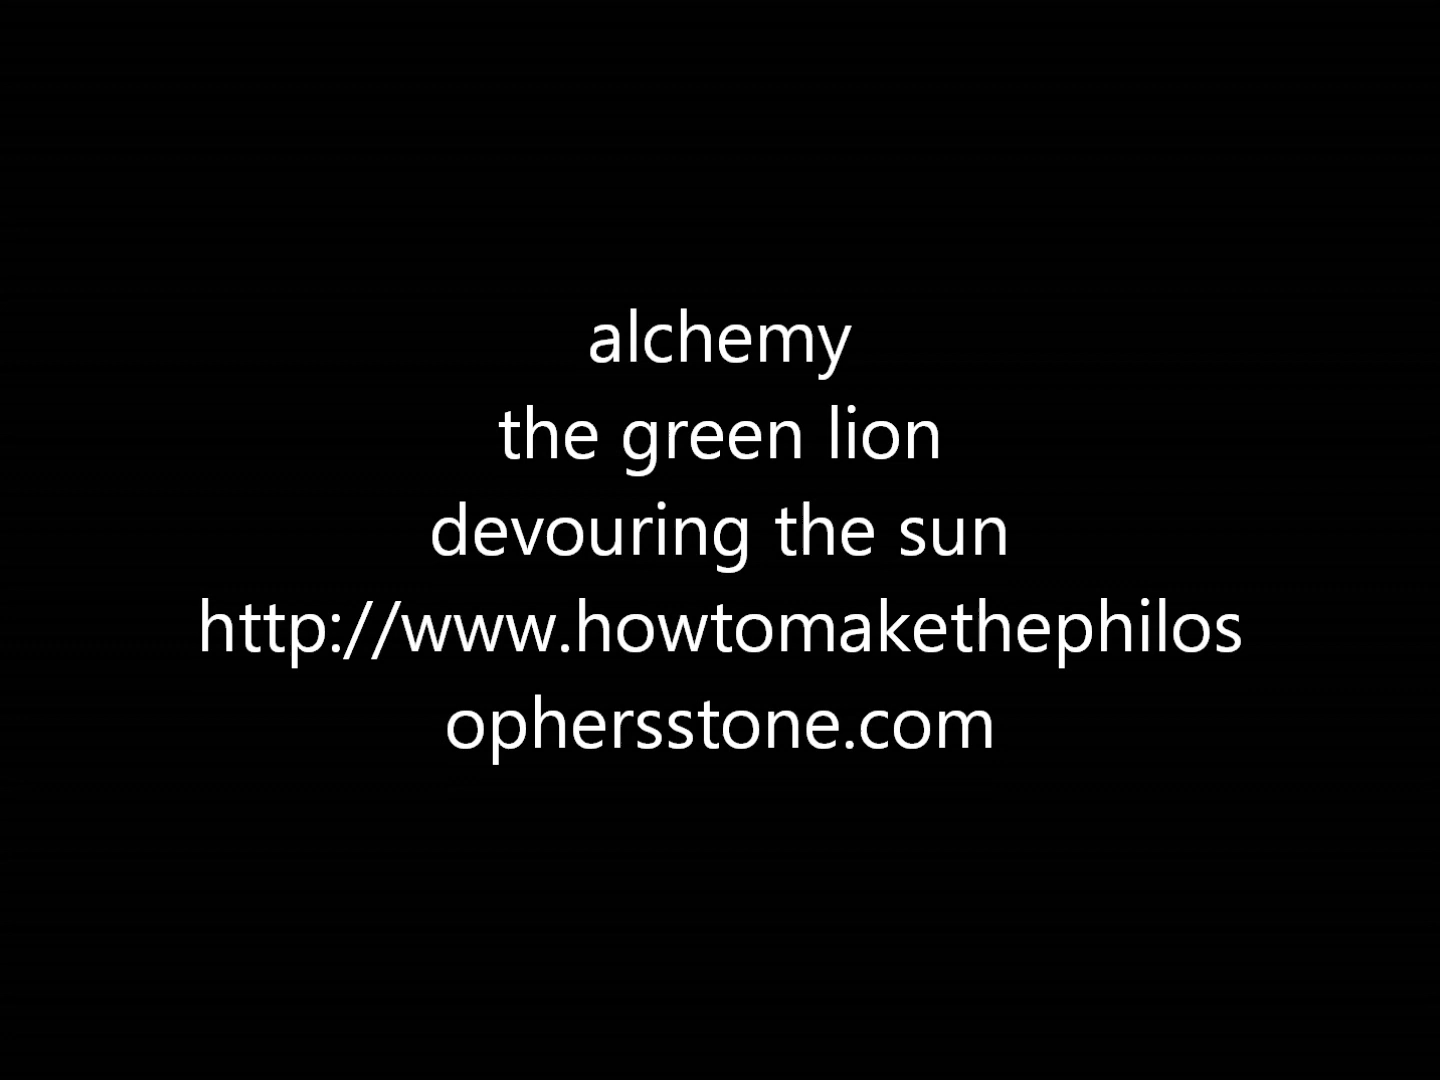 alchemy
the green lion
devouring the sun
http://www.howtomakethephilos
ophersstone.com